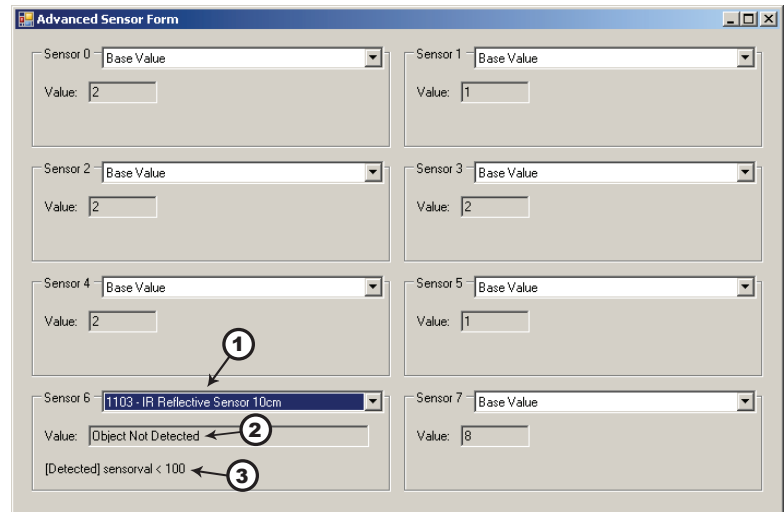 Advanced Sensor Form
Sensor 0 Base Value
Value: 2
Sensor 1 Base Value
Value: 1
Sensor 2 Base Value
Value: 2
Sensor 3 Base Value
Value: 2
Sensor 4 Base Value
Value: 2
Sensor 5 Base Value
Value: 1
1
Sensor 6 1103 - IR Reflective Sensor 10cm
Value: Object Not Detected 2
[Detected] sensorval < 100 3
Sensor 7 Base Value
Value: 8